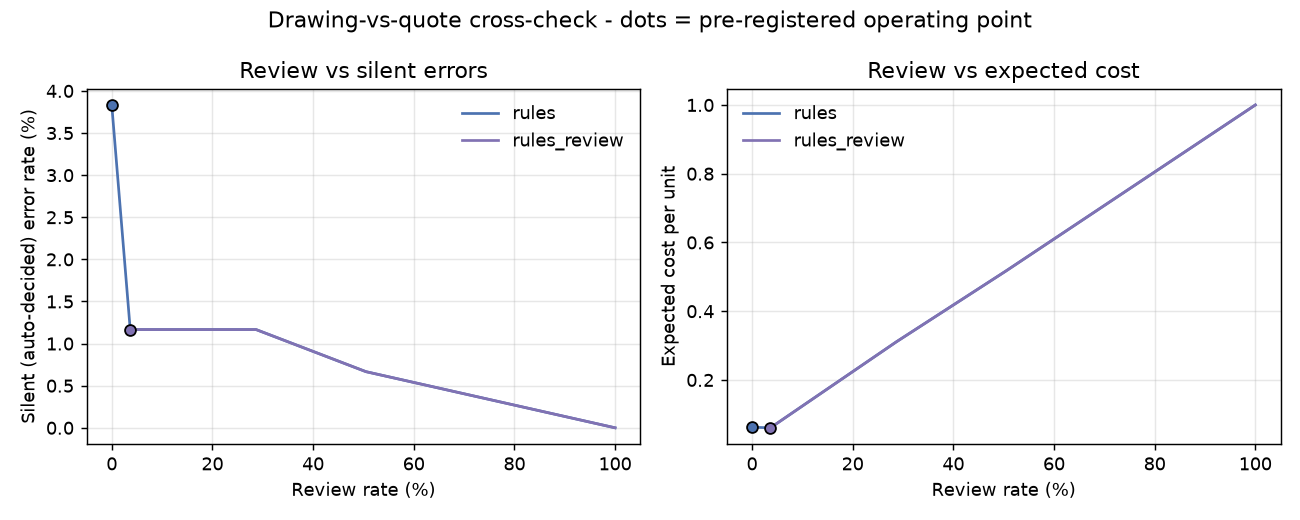 Drawing-vs-quote cross-check - dots = pre-registered operating point
Review vs silent errors
4.0
3.5
3.0
2.5
2.0
1.5
1.0
0.5
0.0
Silent (auto-decided) error rate (%)
rules
rules_review
0 20 40 60 80 100
Review rate (%)
Review vs expected cost
1.0
0.8
0.6
0.4
0.2
Expected cost per unit
rules
rules_review
0 20 40 60 80 100
Review rate (%)